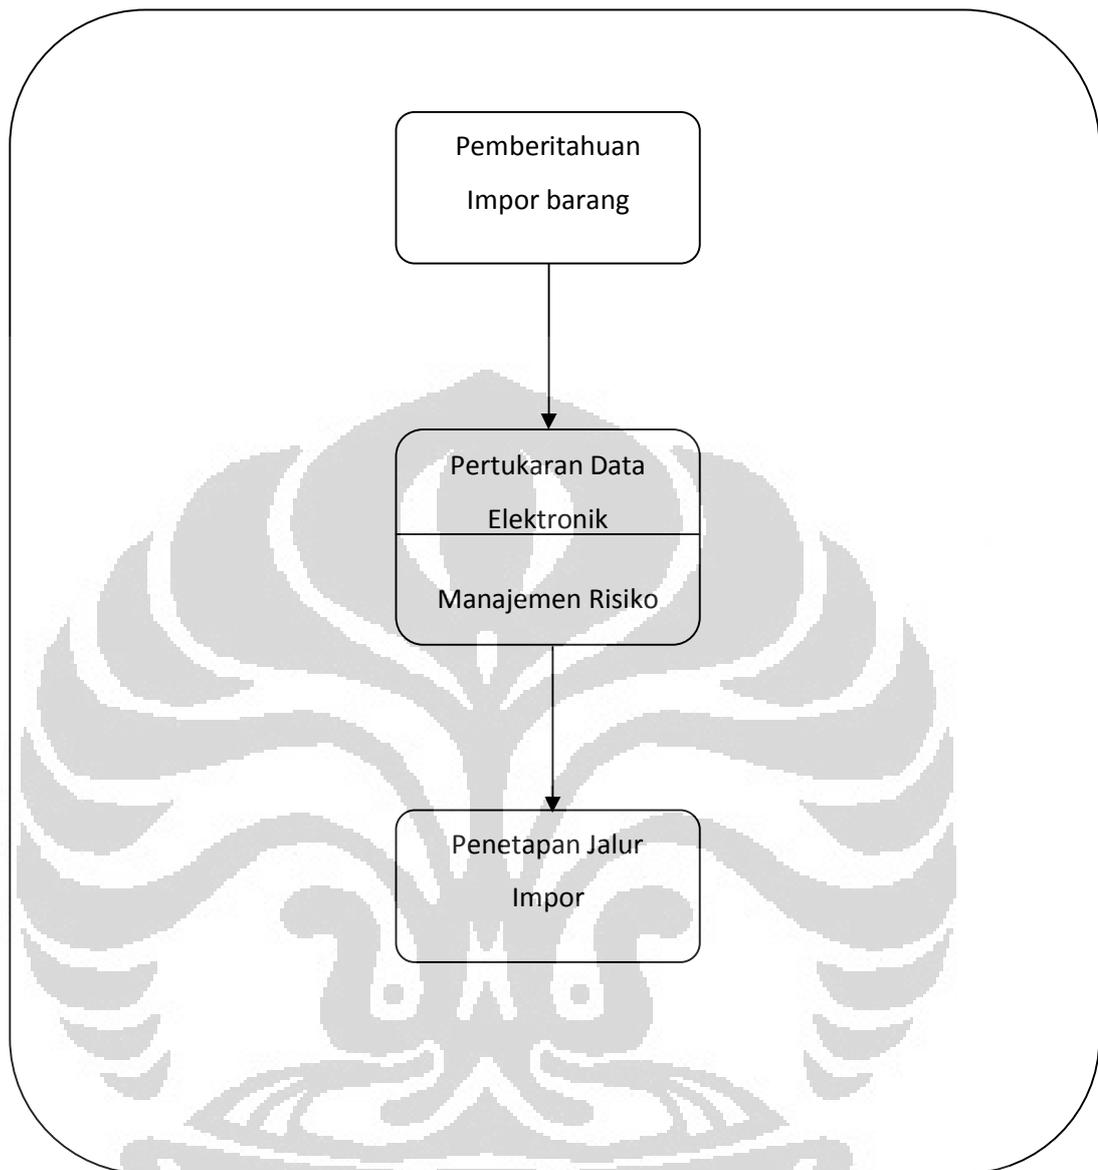 Pemberitahuan
Impor barang
Pertukaran Data
Elektronik
Manajemen Risiko
Penetapan Jalur
Impor